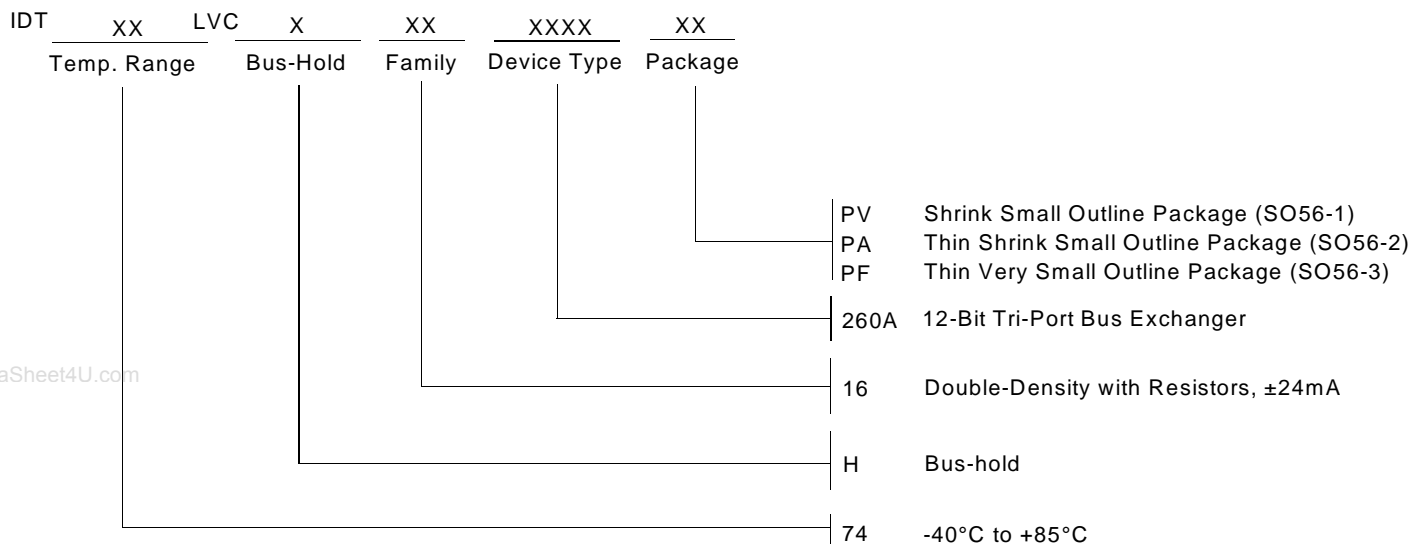 IDT XX LVC X XX XXXX XX
Temp. Range Bus-Hold Family Device Type Package
PV Shrink Small Outline Package (SO56-1)
PA Thin Shrink Small Outline Package (SO56-2)
PF Thin Very Small Outline Package (SO56-3)
260A 12-Bit Tri-Port Bus Exchanger
aSheet4U.com
16 Double-Density with Resistors, ±24mA
H Bus-hold
74 -40°C to +85°C